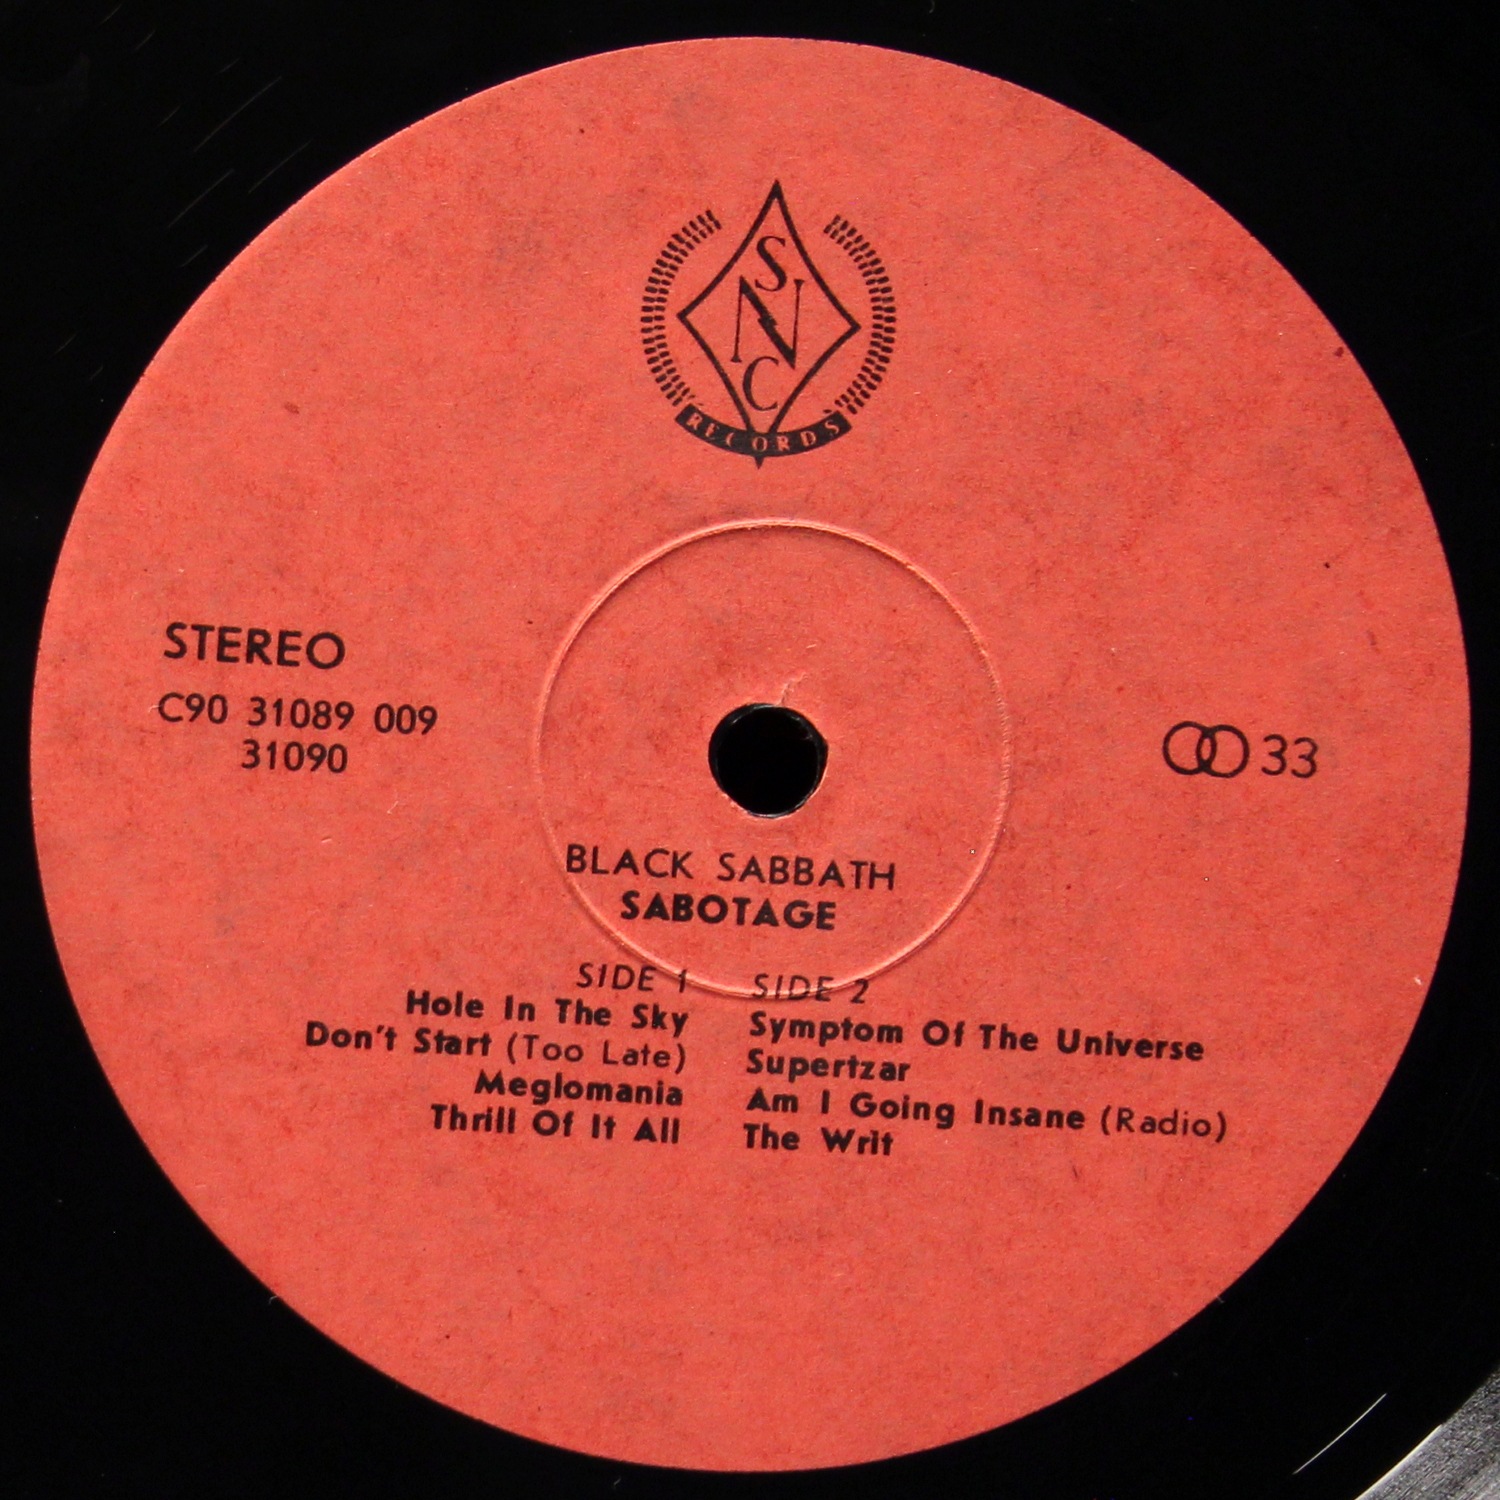 S
N
C
RECORDS
STEREO
C90 31089 009
31090
33
BLACK SABBATH
SABOTAGE
SIDE 1
Hole In The Sky
Don't Start (Too Late)
Meglomania
Thrill Of It All
SIDE 2
Symptom Of The Universe
Supertzar
Am I Going Insane (Radio)
The Writ